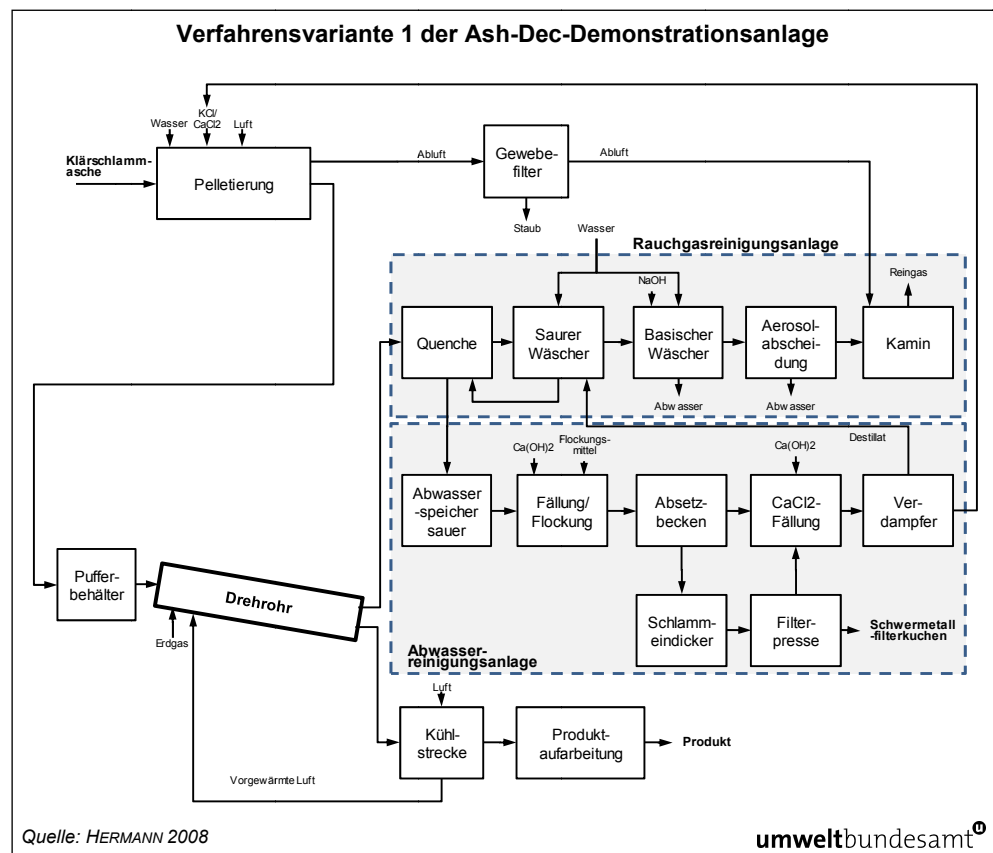 Verfahrensvariante 1 der Ash-Dec-Demonstrationsanlage
Wasser
KCl/
CaCl2
Luft
Klärschlamm-
asche
Pelletierung
Abluft
Gewebe-
filter
Abluft
Staub
Wasser
Rauchgasreinigungsanlage
NaOH
Reingas
Quenche
Saurer
Wäscher
Basischer
Wäscher
Aerosol-
abschei-
dung
Kamin
Abwasser
Abwasser
Ca(OH)2
Flockungs-
mittel
Ca(OH)2
Destillat
Abwasser
-speicher
sauer
Fällung/
Flockung
Absetz-
becken
CaCl2-
Fällung
Ver-
dampfer
Puffer-
behälter
Drehrohr
Erdgas
Schlamm-
eindicker
Filter-
presse
Schwermetall
-filterkuchen
Abwasser-
reinigungsanlage
Luft
Kühl-
strecke
Produkt-
aufarbeitung
Produkt
Vorgewärmte Luft
Quelle: HERMANN 2008
umweltbundesamt u